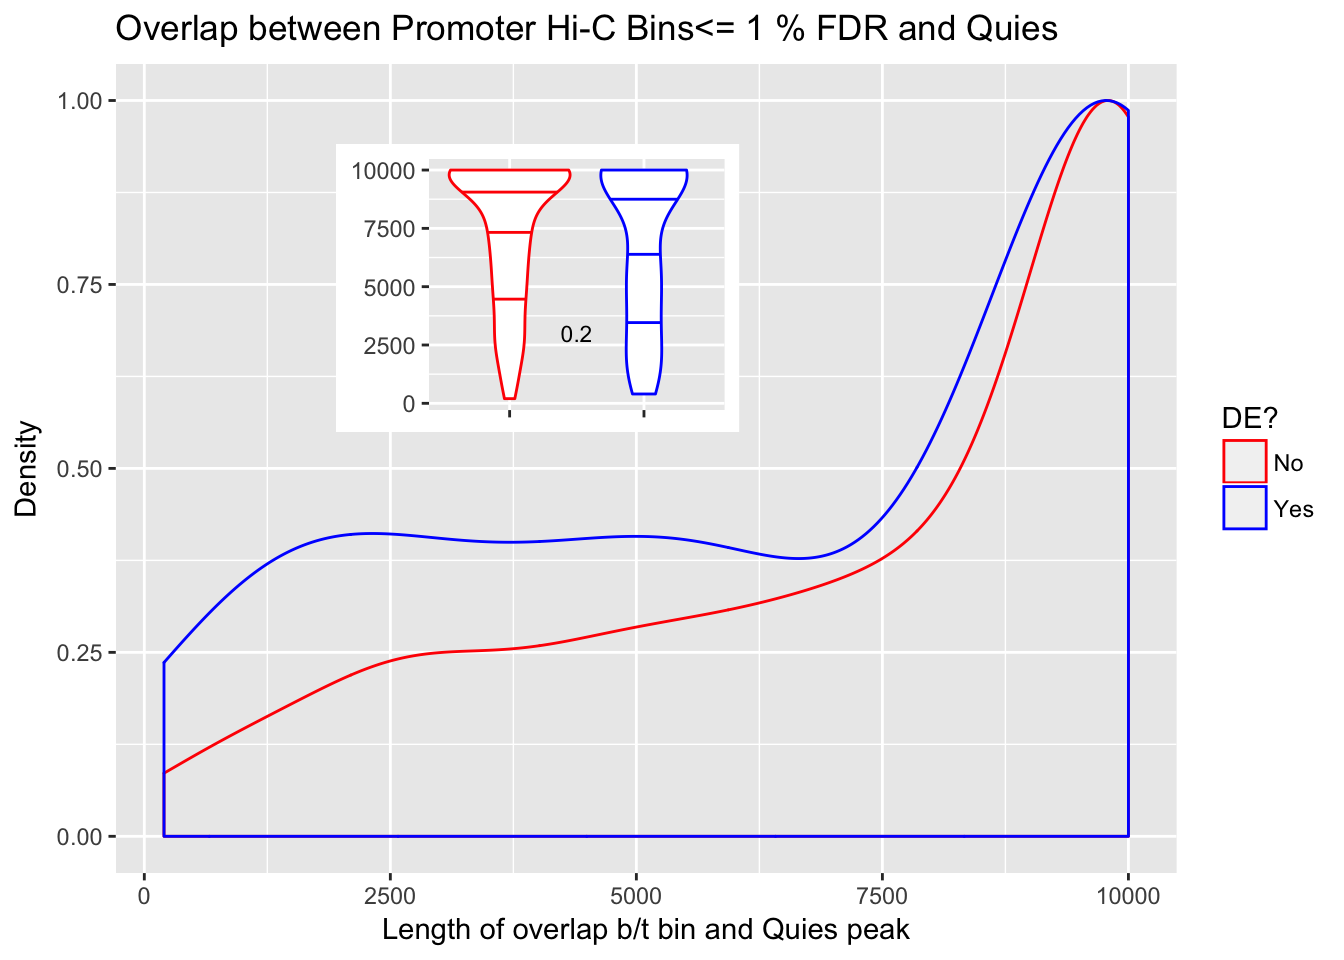 Overlap between Promoter Hi-C Bins<= 1 % FDR and Quies
Density
1.00
0.75
0.50
0.25
0.00
10000
7500
5000
2500
0
0.2
DE?
No
Yes
0 2500 5000 7500 10000
Length of overlap b/t bin and Quies peak